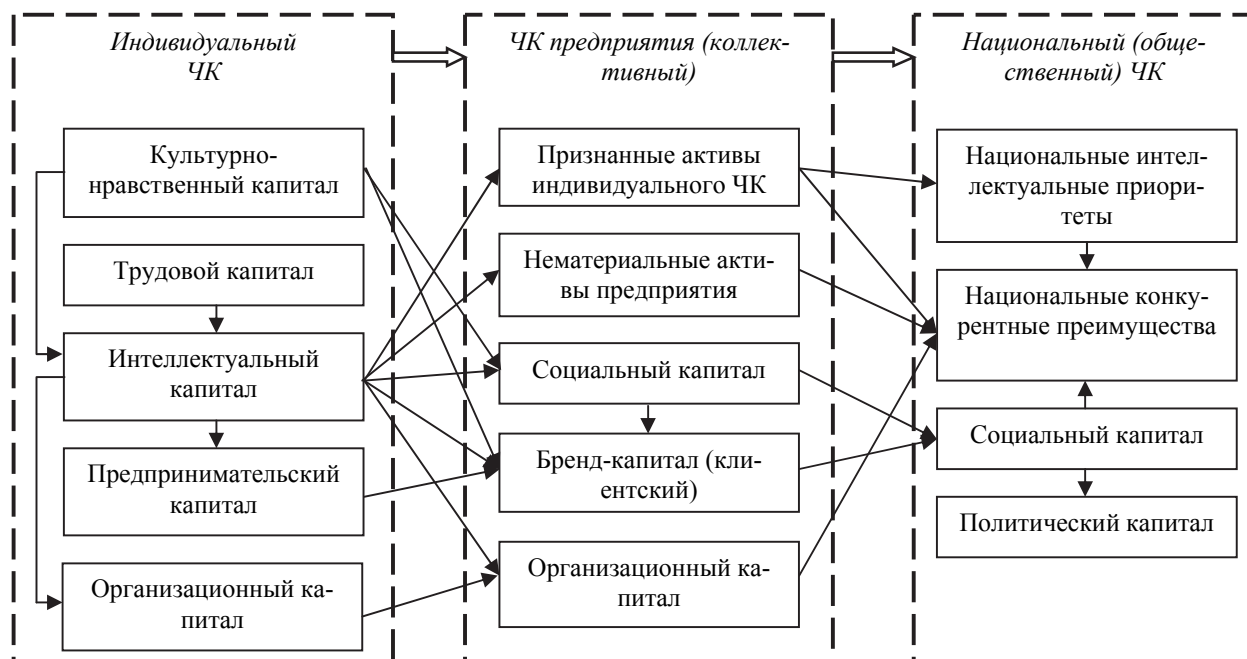 Индивидуальный
ЧК
Культурно-
нравственный капитал
Трудовой капитал
Интеллектуальный
капитал
Предпринимательский
капитал
Организационный ка-
питал
ЧК предприятия (коллек-
тивный)
Признанные активы
индивидуального ЧК
Нематериальные акти-
вы предприятия
Социальный капитал
Бренд-капитал (кли-
ентский)
Организационный ка-
питал
Национальный (обще-
ственный) ЧК
Национальные интел-
лектуальные приори-
теты
Национальные конку-
рентные преимущества
Социальный капитал
Политический капитал